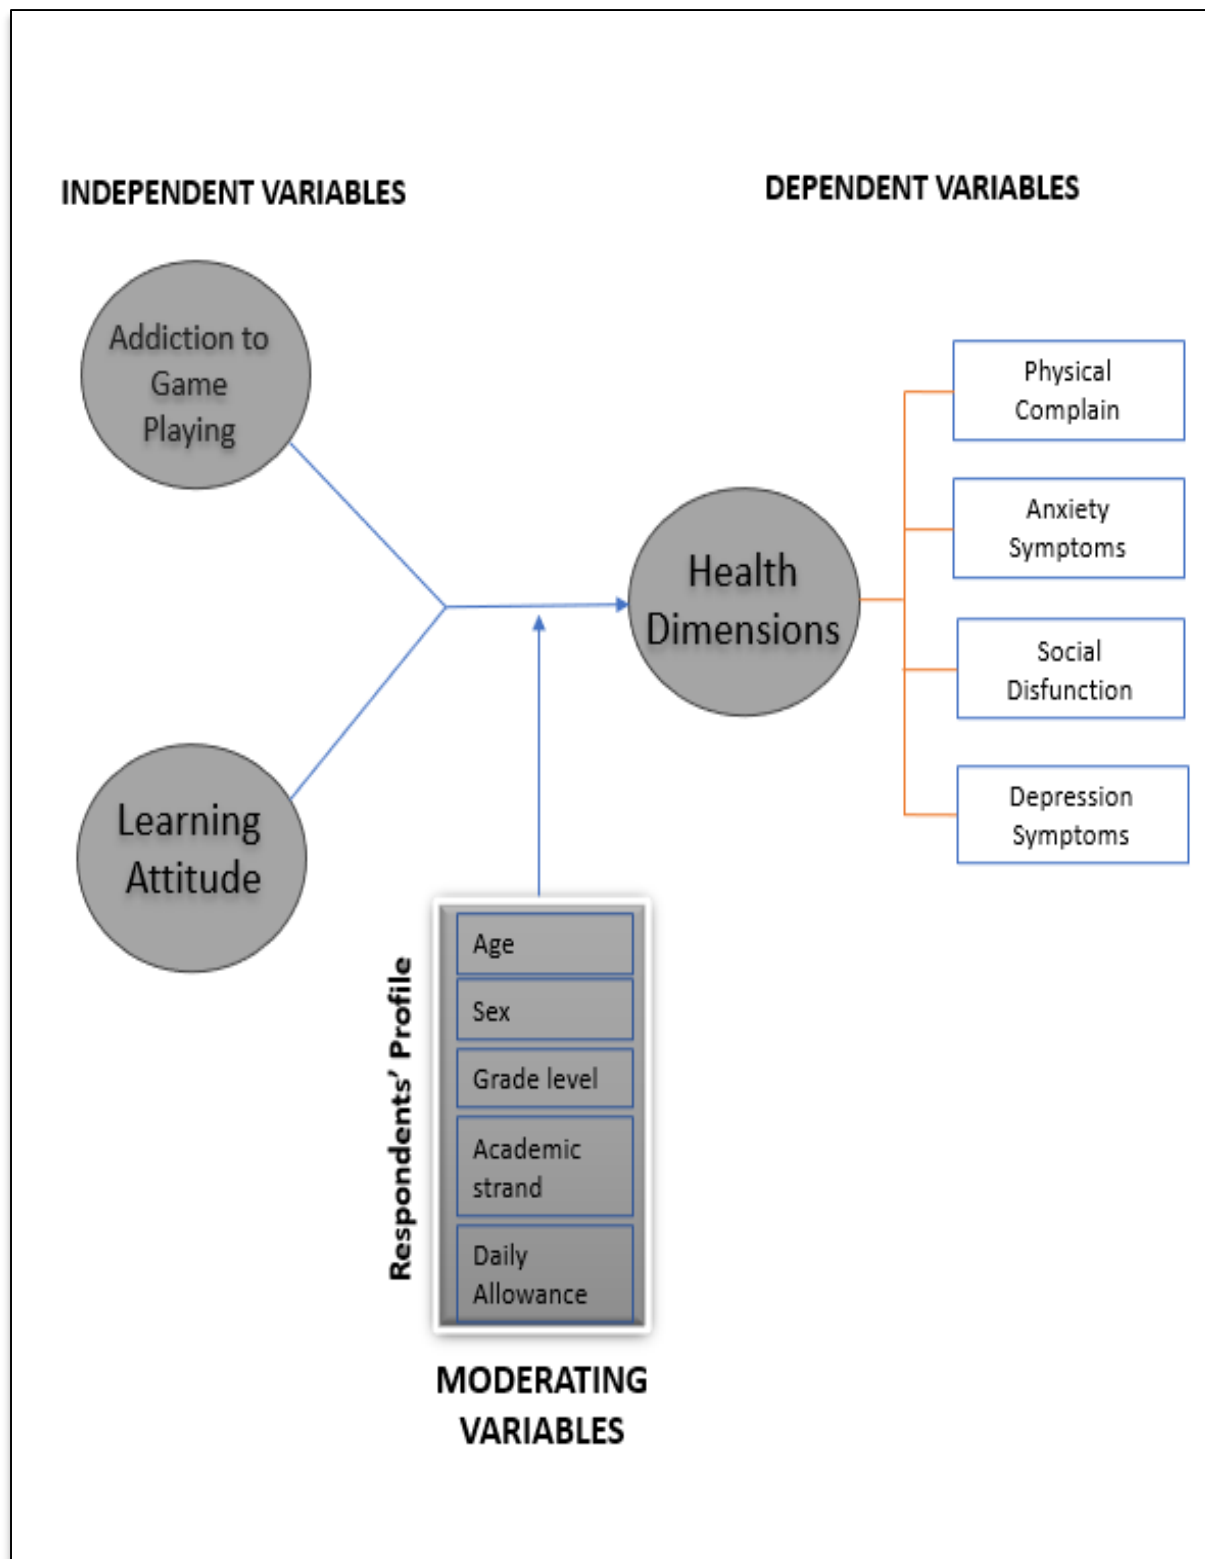 INDEPENDENT VARIABLES
DEPENDENT VARIABLES
Addiction to
Game
Playing
Physical
Complain
Anxiety
Symptoms
Health
Dimensions
Social
Disfunction
Depression
Symptoms
Learning
Attitude
Respondents' Profile
Age
Sex
Grade level
Academic
strand
Daily
Allowance
MODERATING
VARIABLES